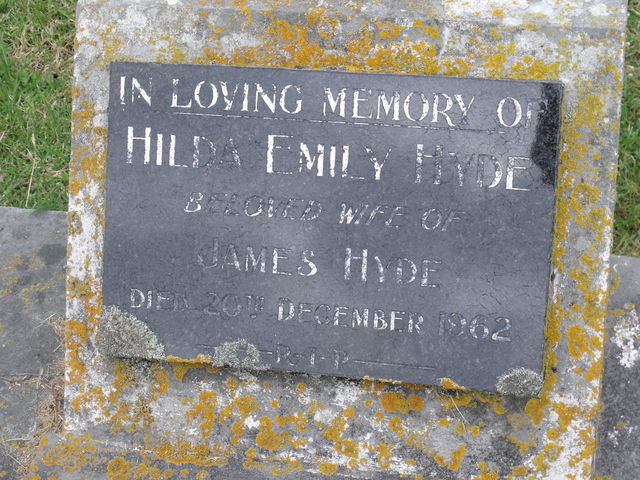 IN LOVING MEMORY OF
HILDA EMILY HYDE
BELOVED WIFE OF
JAMES HYDE
DIED 20TH DECEMBER 1962
R.I.P